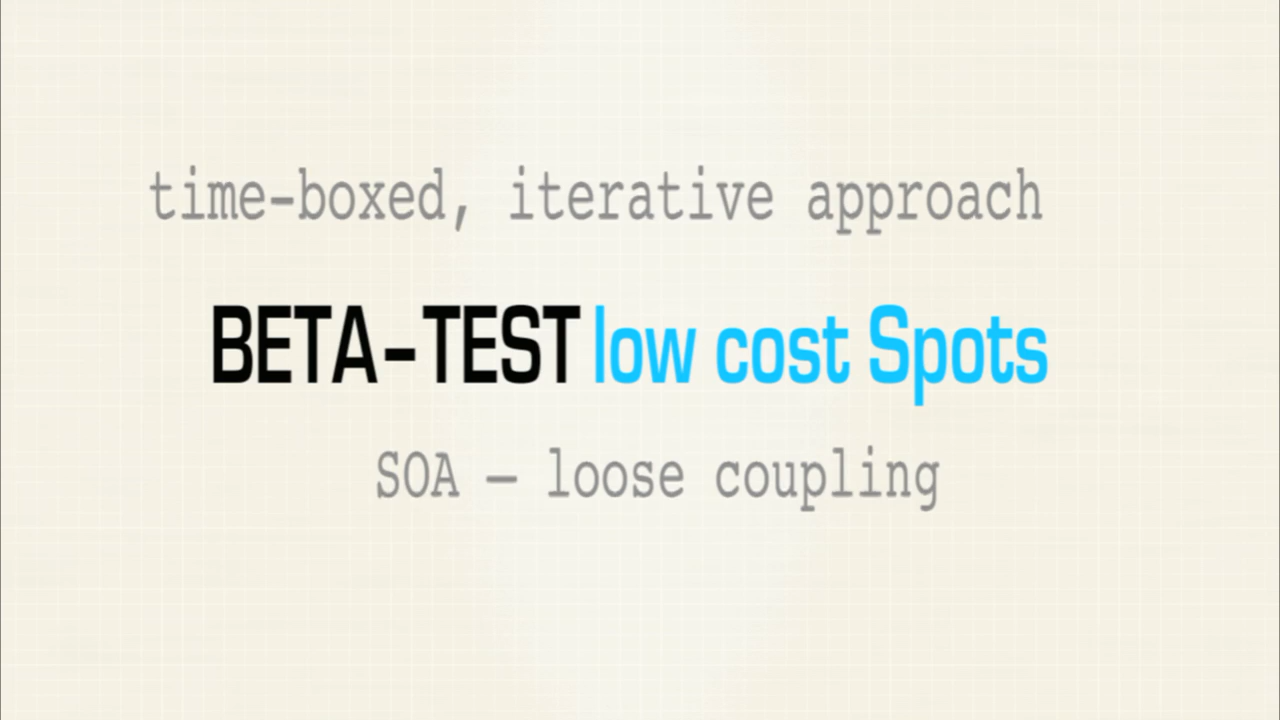 time-boxed, iterative approach
BETA-TEST low cost Spots
SOA – loose coupling